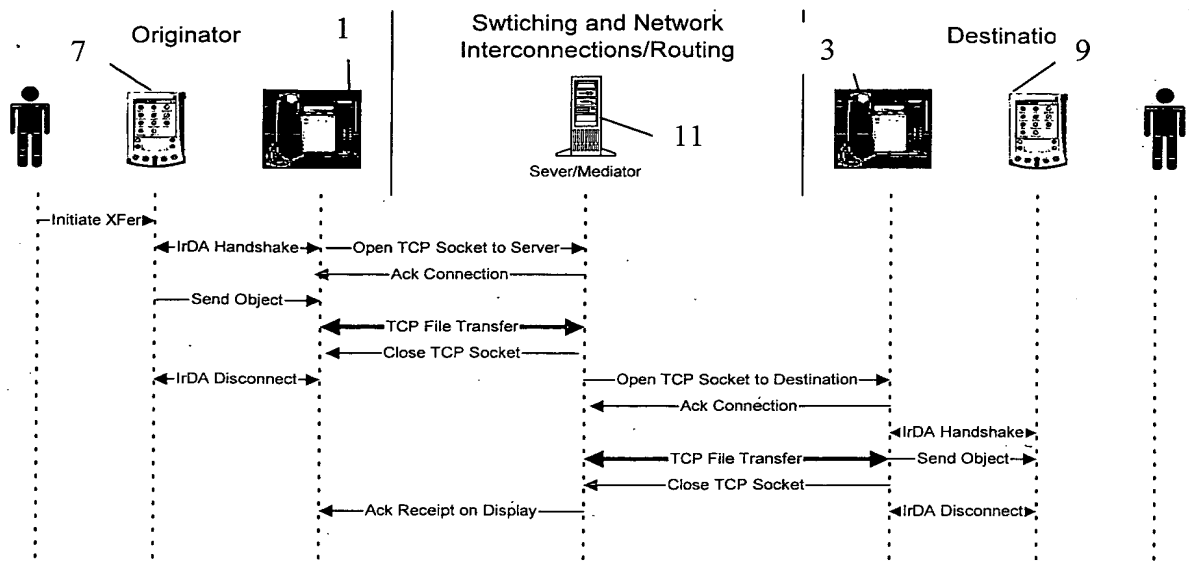 Originator
Swtiching and Network
Interconnections/Routing
Destinatio
7
1
3
9
11
Sever/Mediator
Initiate XFer
IrDA Handshake
Open TCP Socket to Server
Ack Connection
Send Object
TCP File Transfer
Close TCP Socket
IrDA Disconnect
Open TCP Socket to Destination
Ack Connection
IrDA Handshake
TCP File Transfer
Send Object
Close TCP Socket
Ack Receipt on Display
IrDA Disconnect